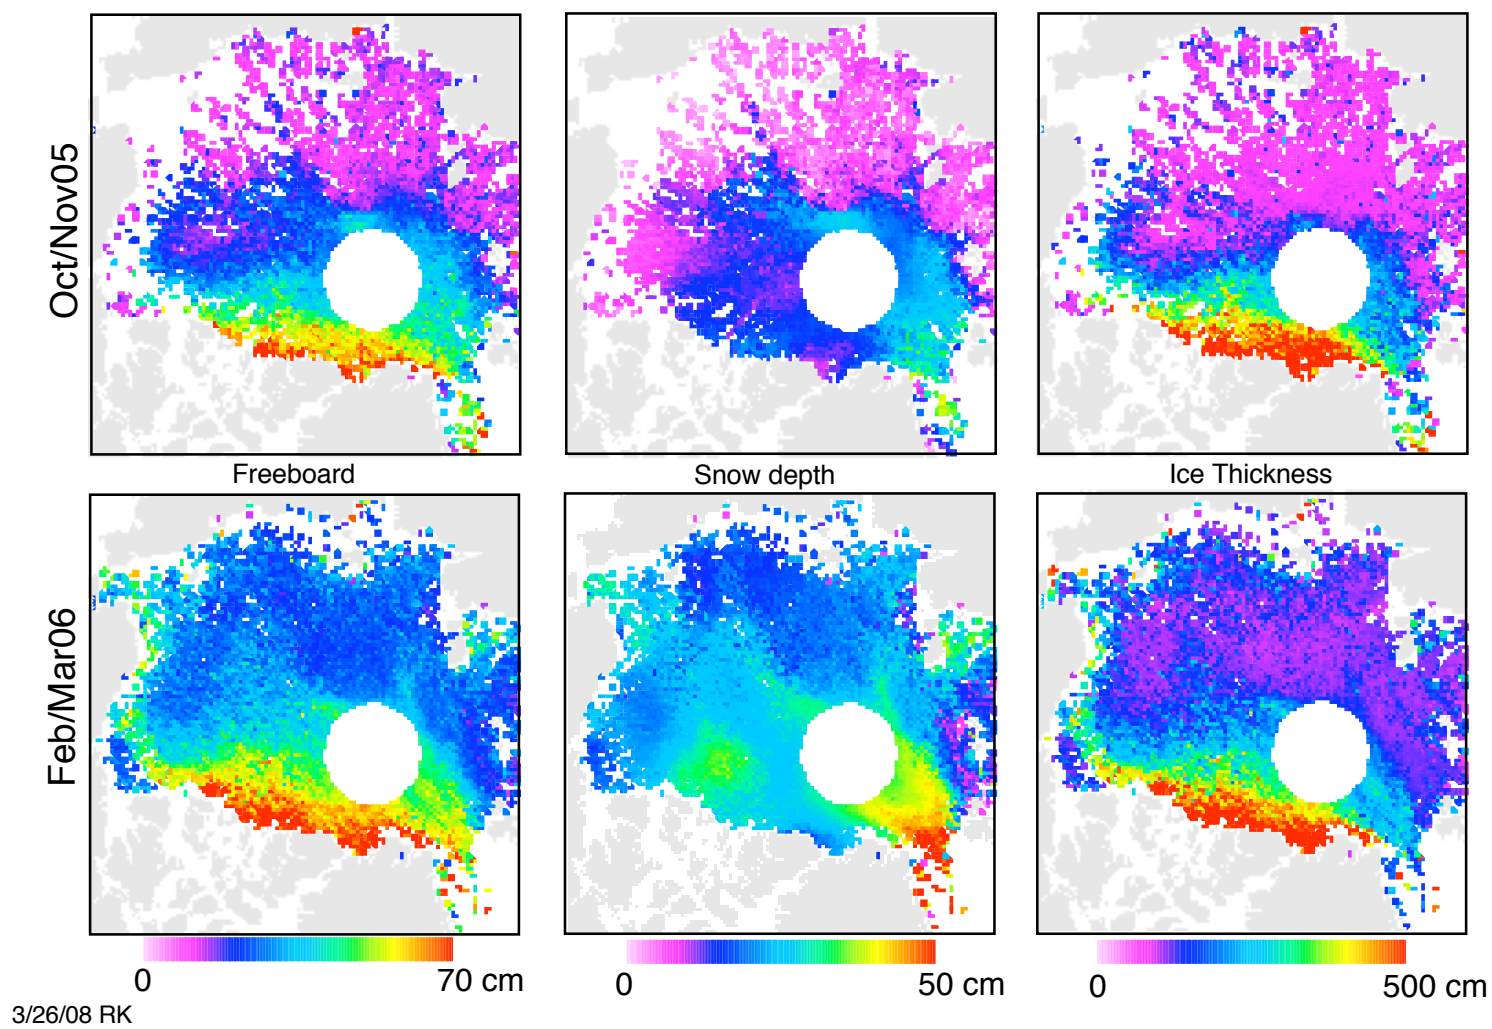 Oct/Nov05
Freeboard
Snow depth
Ice Thickness
Feb/Mar06
0
70 cm
0
50 cm
0
500 cm
3/26/08 RK